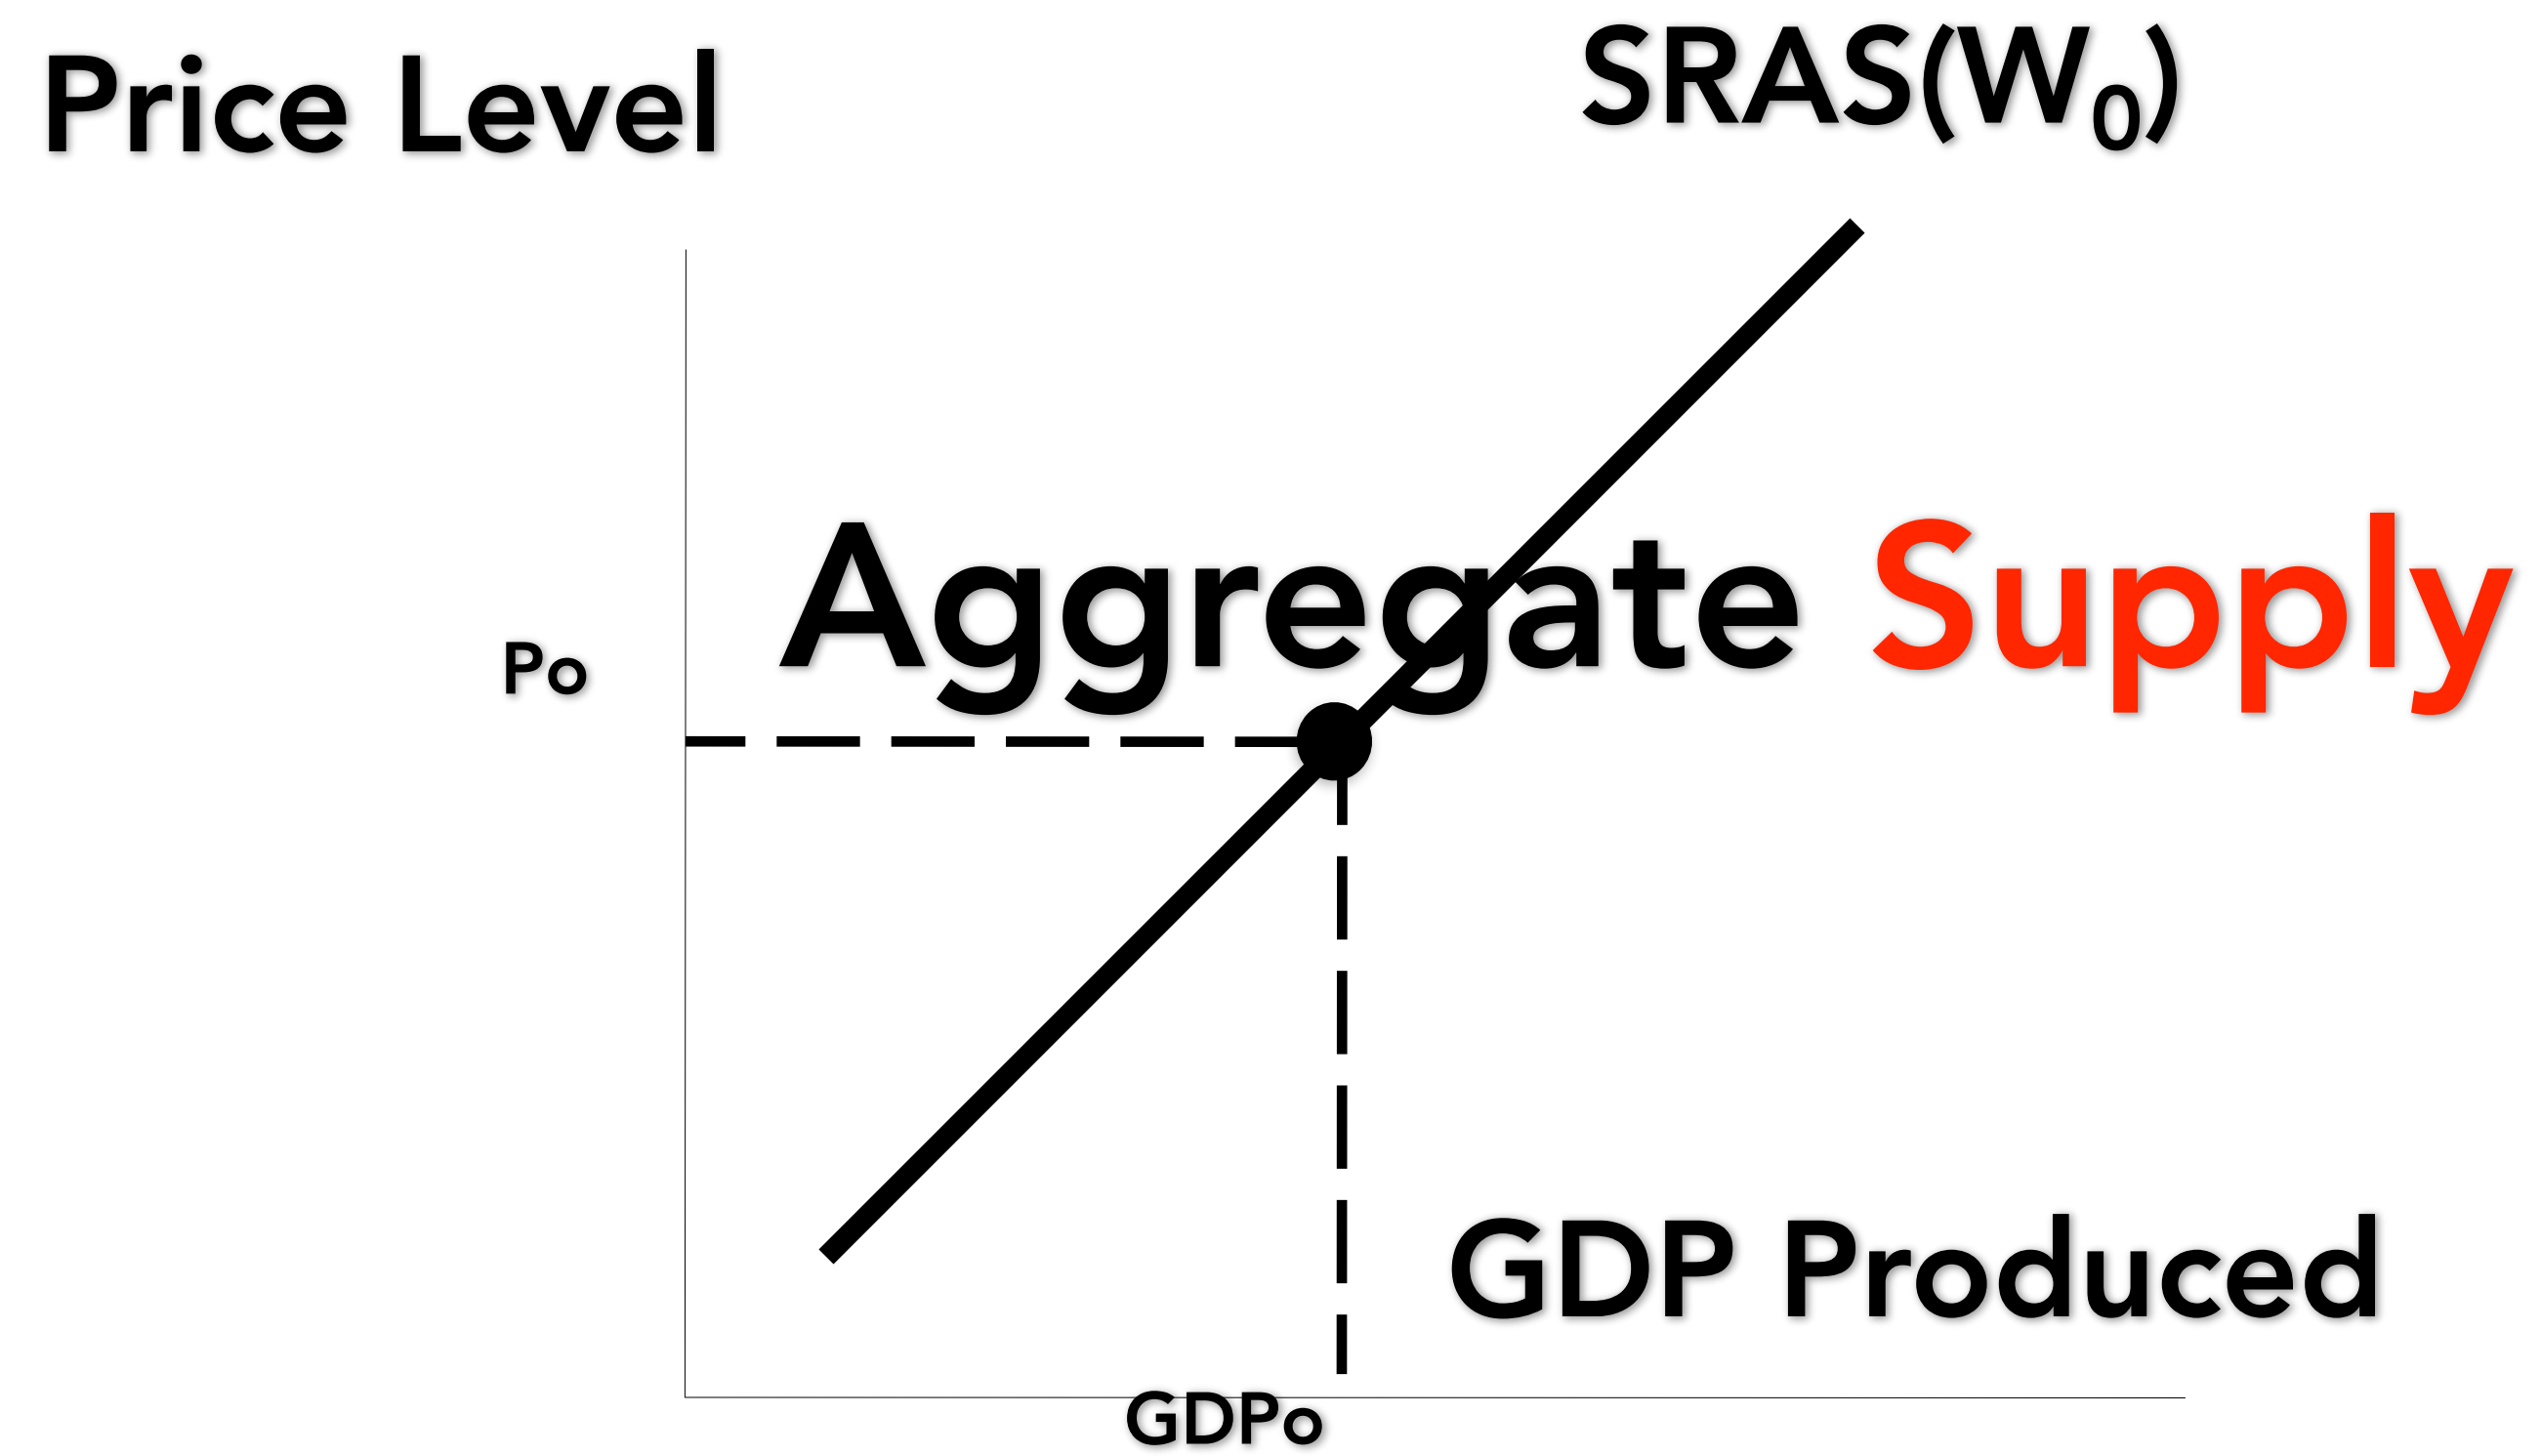 Price Level
SRAS(W₀)
Aggregate Supply
Po
GDP Produced
GDPo